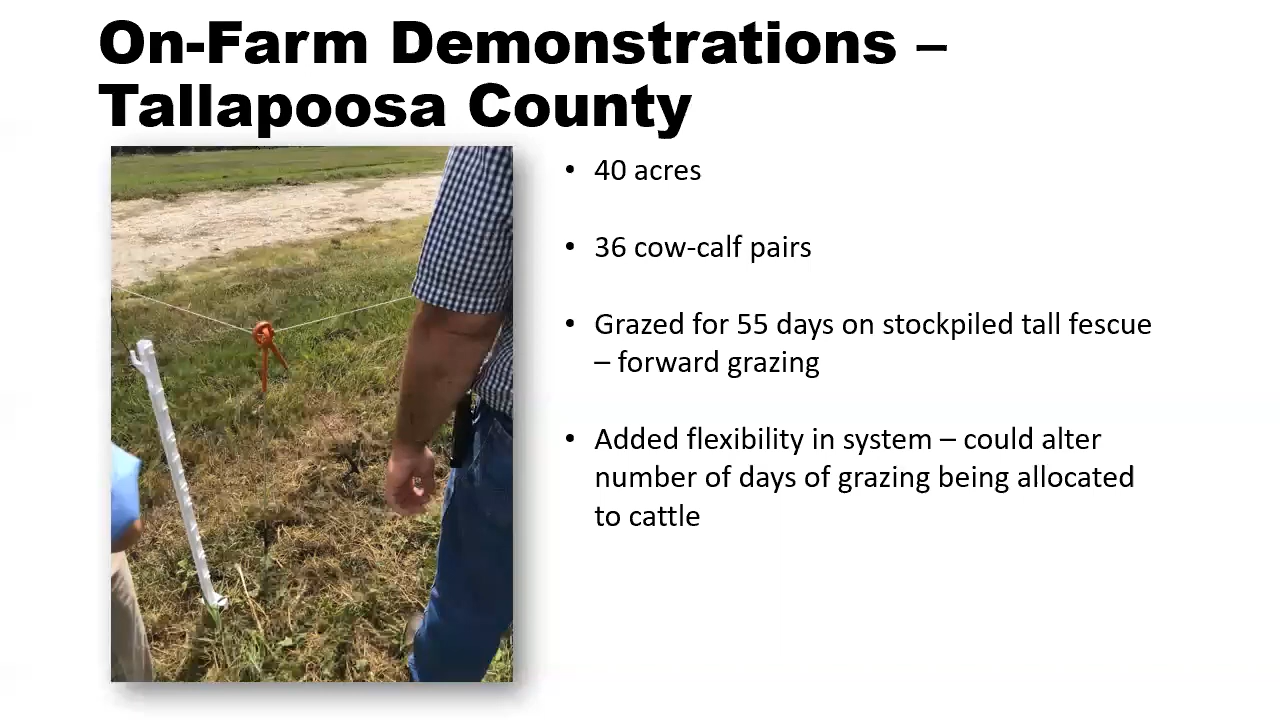 On-Farm Demonstrations –
Tallapoosa County
• 40 acres
• 36 cow-calf pairs
• Grazed for 55 days on stockpiled tall fescue
– forward grazing
• Added flexibility in system – could alter
number of days of grazing being allocated
to cattle